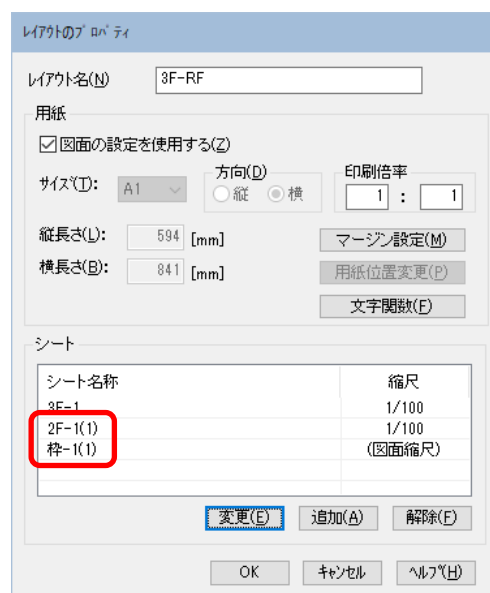 レイアウトのプロパティ
レイアウト名(N) 3F-RF
用紙
図面の設定を使用する(Z)
サイズ(T): A1 方向(D) 縦 横 印刷倍率 1 : 1
縦長さ(L): 594 [mm] マージン設定(M)
横長さ(B): 841 [mm] 用紙位置変更(P)
文字関数(F)
シート
シート名称 縮尺
3F-1 1/100
2F-1(1) 1/100
枠-1(1) (図面縮尺)
変更(E) 追加(A) 解除(F)
OK キャンセル ヘルプ(H)